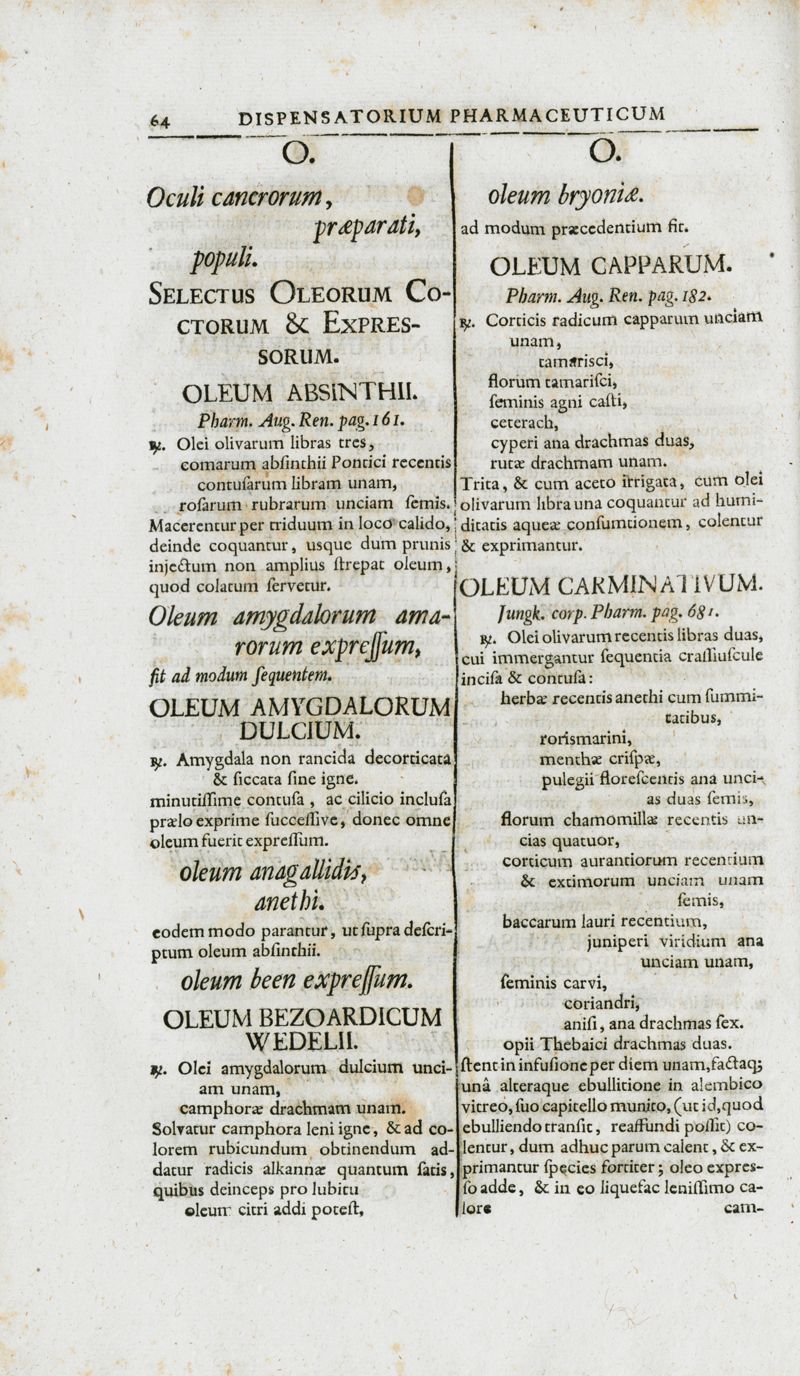 64 DISPENSATORIUM PHARMACEUTICUM
O.
Oculi cancrorum,
præparati,
populi.
SELECTUS OLEORUM CO-
CTORUM & EXPRES-
SORUM.
OLEUM ABSINTHII.
Pharm. Aug. Ren. pag. 161.
℞. Olei olivarum libras tres,
comarum abſinthii Pontici recentis
contuſarum libram unam,
roſarum rubrarum unciam ſemis.
Macerentur per triduum in loco calido,
deinde coquantur, usque dum prunis
injectum non amplius ſtrepat oleum,
quod colatum ſervetur.
Oleum amygdalorum ama-
rorum expreſſum,
fit ad modum ſequentem.
OLEUM AMYGDALORUM
DULCIUM.
℞. Amygdala non rancida decorticata
& ſiccata ſine igne.
minutiſſime contuſa , ac cilicio incluſa
prælo exprime ſucceſſive, donec omne
oleum fuerit expreſſum.
oleum anagallidis,
anethi.
eodem modo parantur, ut ſupra deſcri-
ptum oleum abſinthii.
oleum been expreſſum.
OLEUM BEZOARDICUM
WEDELII.
℞. Olei amygdalorum dulcium unci-
am unam,
camphoræ drachmam unam.
Solvatur camphora leni igne, & ad co-
lorem rubicundum obtinendum ad-
datur radicis alkannæ quantum ſatis,
quibus deinceps pro lubitu
oleum citri addi poteſt,
O.
oleum bryoniæ.
ad modum præcedentium fit.
OLEUM CAPPARUM.
Pharm. Aug. Ren. pag. 182.
℞. Corticis radicum capparum unciam
unam,
tamarisci,
florum tamariſci,
ſeminis agni caſti,
ceterach,
cyperi ana drachmas duas,
rutæ drachmam unam.
Trita, & cum aceto irrigata, cum olei
olivarum libra una coquantur ad humi-
ditatis aqueæ conſumtionem, colentur
& exprimantur.
OLEUM CARMINATIVUM.
Jungk. corp. Pharm. pag. 681.
℞. Olei olivarum recentis libras duas,
cui immergantur ſequentia craſſiuſcule
inciſa & contuſa:
herbæ recentis anethi cum ſummi-
tatibus,
rorismarini,
menthæ criſpæ,
pulegii floreſcentis ana unci-
as duas ſemis,
florum chamomillæ recentis un-
cias quatuor,
corticum aurantiorum recentium
& extimorum unciam unam
ſemis,
baccarum lauri recentium,
juniperi viridium ana
unciam unam,
ſeminis carvi,
coriandri,
aniſi, ana drachmas ſex.
opii Thebaici drachmas duas.
ſtent in infuſione per diem unam, factaq;
unâ alteraque ebullitione in alembico
vitreo, ſuo capitello munito, (ut id, quod
ebulliendo tranſit, reaffundi poſſit) co-
lentur, dum adhuc parum calent, & ex-
primantur ſpecies fortiter; oleo expres-
ſo adde, & in eo liquefac leniſſimo ca-
lore cam-